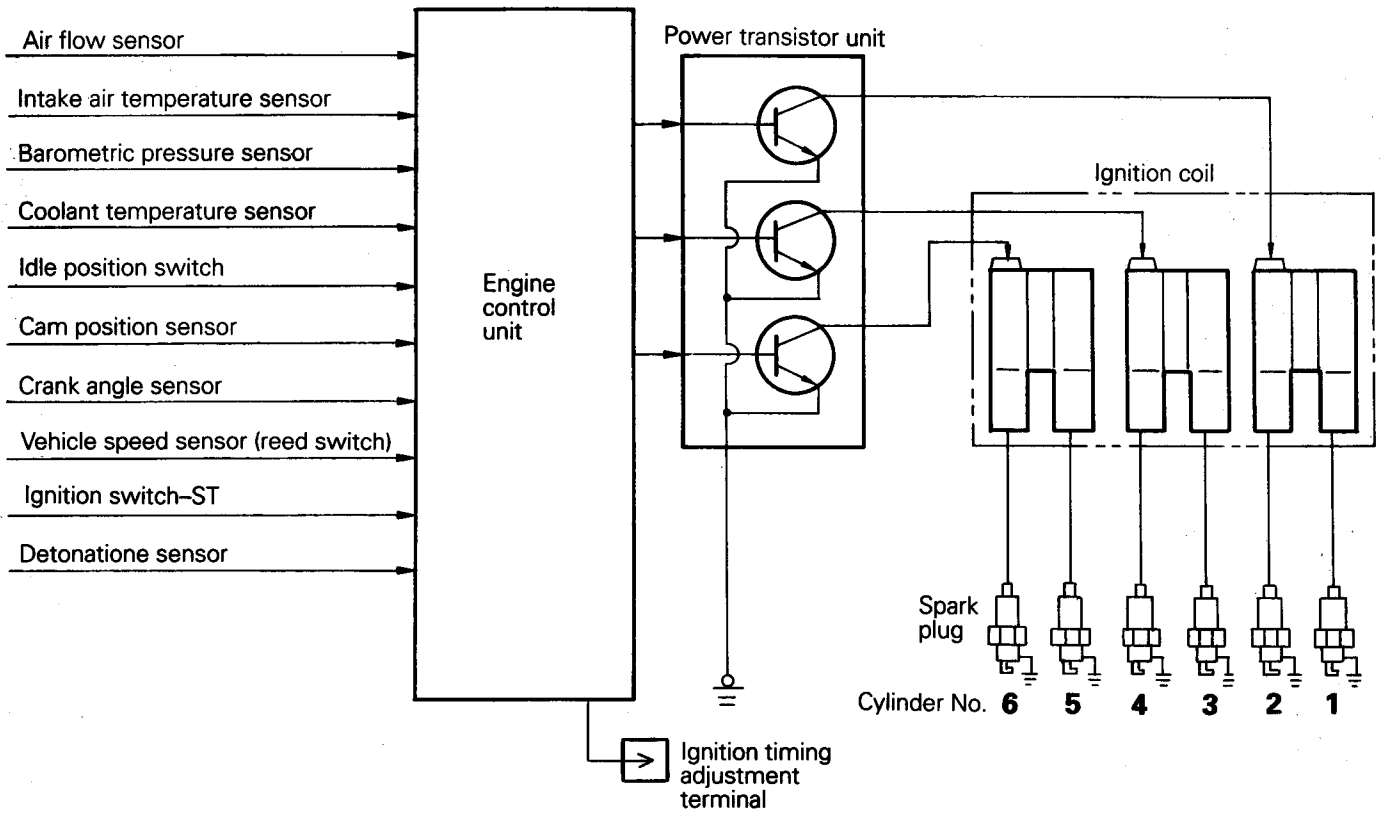 Air flow sensor
Intake air temperature sensor
Barometric pressure sensor
Coolant temperature sensor
Idle position switch
Cam position sensor
Crank angle sensor
Vehicle speed sensor (reed switch)
Ignition switch–ST
Detonatione sensor
Engine
control
unit
Power transistor unit
Ignition coil
Spark
plug
Cylinder No. 6 5 4 3 2 1
Ignition timing
adjustment
terminal